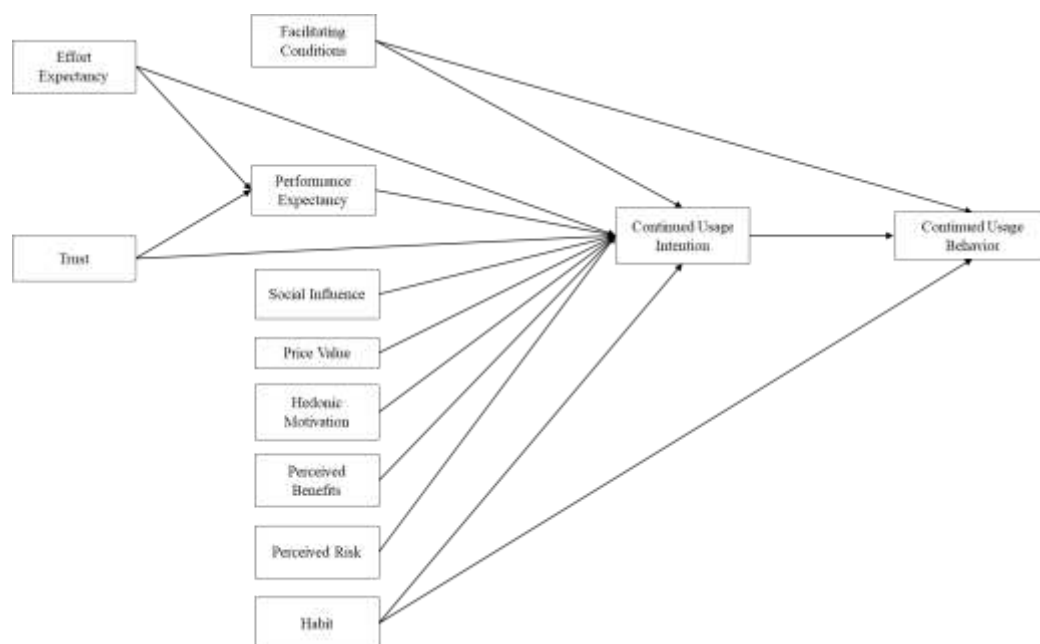 Facilitating
Conditions
Effort
Expectancy
Performance
Expectancy
Continued Usage
Intention
Continued Usage
Behavior
Trust
Social Influence
Price Value
Hedonic
Motivation
Perceived
Benefits
Perceived Risk
Habit